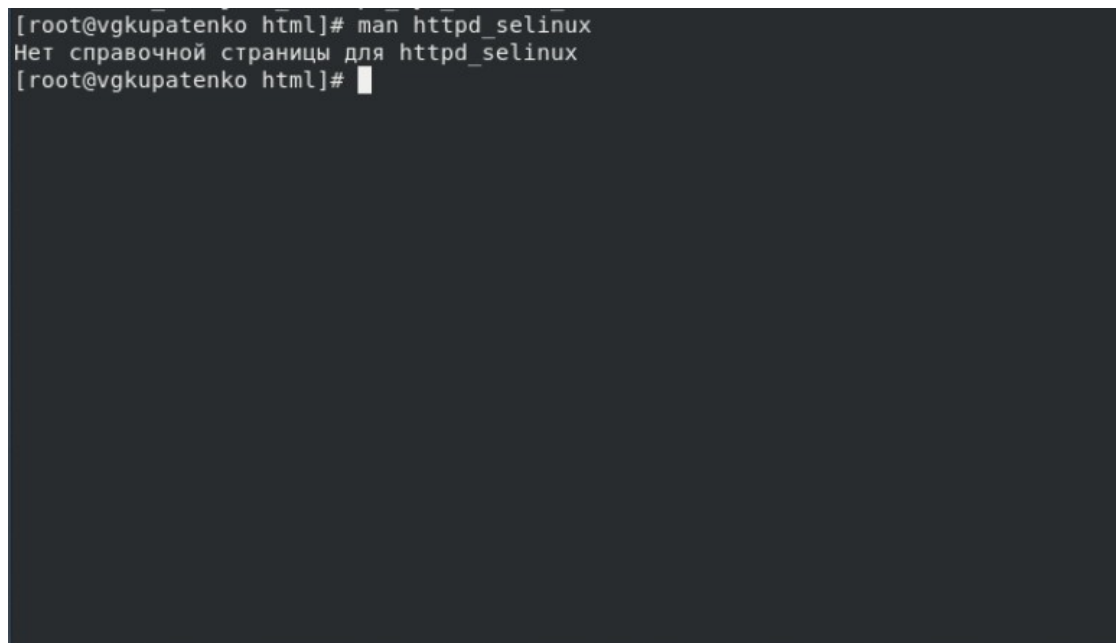 [root@vgkupatenko html]# man httpd_selinux
Нет справочной страницы для httpd_selinux
[root@vgkupatenko html]#